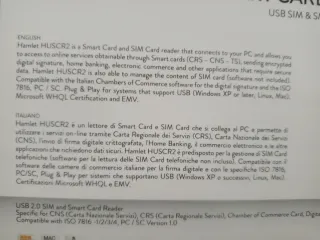 CARD
USB SIM & S
ENGLISH
Hamlet HUSCR2 is a Smart Card and SIM Card reader that connects to your PC and allows you
to access to online services obtainable through Smart cards (CRS - CNS - TS), sending encrypted
digital signature, home banking, electronic commerce and other applications that require secure
data. Hamlet HUSCR2 is also able to manage the content of SIM card (software not included).
Compatible with the Italian Chambers of Commerce software for the digital signature and the ISO
7816, PC/SC, Plug & Play for systems that support USB (Windows XP or later, Linux, Mac).
Microsoft WHQL Certification and EMV.
ITALIANO
Hamlet HUSCR2 è un lettore di Smart Card e SIM Card che si collega al PC e permette di
utilizzare i servizi on-line tramite Carta Regionale dei Servizi (CRS), Carta Nazionale Servizi
(CNS), l'invio di firme digitale crittografata, l'Home Banking, il commercio elettronico e in altre
applicazioni che richiedono dati sicuri. Hamlet HUSCR2 è predisposto per la gestione di SIM Card
telefoniche (software per la lettura delle SIM Card telefoniche non incluso). Compatibile con il
software delle camere di commercio italiane per la firma digitale e con le specifiche ISO 7816,
PC/SC, Plug & Play per sistemi che supportano USB (Windows XP o successivo, Linux, Mac).
Certificazioni Microsoft WHQL e EMV.
USB 2.0 SIM and Smart Card Reader
Specific for CNS (Carta Nazionale Servizi), CRS (Carta Regionale Servizi), Chamber of Commerce Card, Digital
Compatible with ISO 7816 -1/2/3/4, PC / SC Version 1.0
MAC